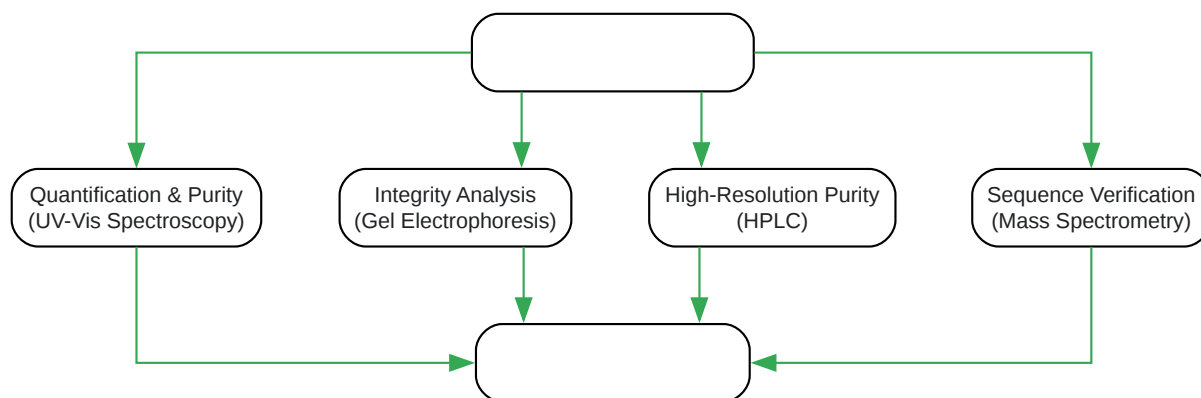 Quantification & Purity
(UV-Vis Spectroscopy)
Integrity Analysis
(Gel Electrophoresis)
High-Resolution Purity
(HPLC)
Sequence Verification
(Mass Spectrometry)